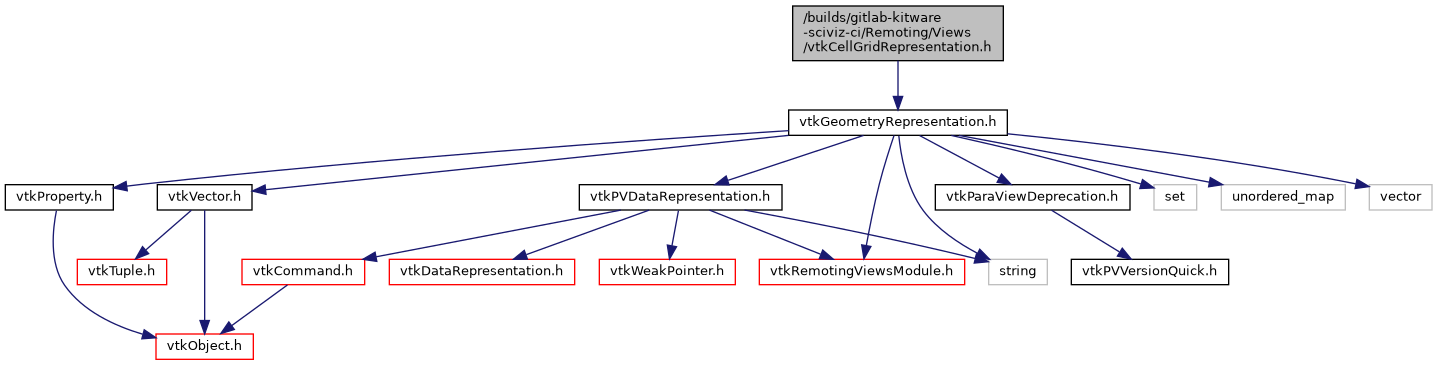 /builds/gitlab-kitware
-sciviz-ci/Remoting/Views
/vtkCellGridRepresentation.h
vtkGeometryRepresentation.h
vtkProperty.h
vtkVector.h
vtkPVDataRepresentation.h
vtkParaViewDeprecation.h
set
unordered_map
vector
vtkTuple.h
vtkCommand.h
vtkDataRepresentation.h
vtkWeakPointer.h
vtkRemotingViewsModule.h
string
vtkPVVersionQuick.h
vtkObject.h